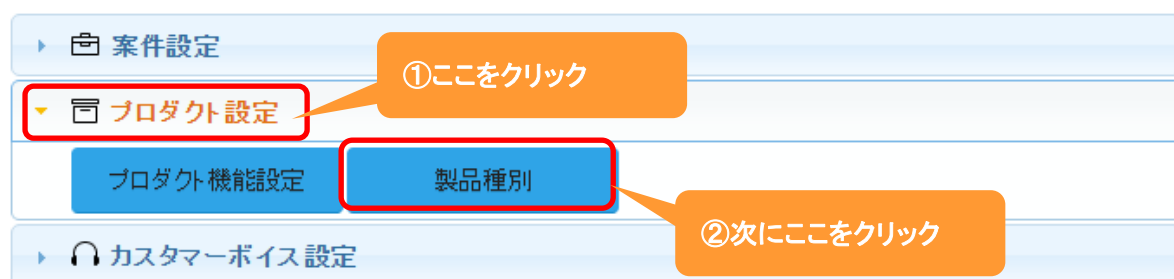 案件設定
①ここをクリック
プロダクト設定
プロダクト機能設定
製品種別
②次にここをクリック
カスタマーボイス設定